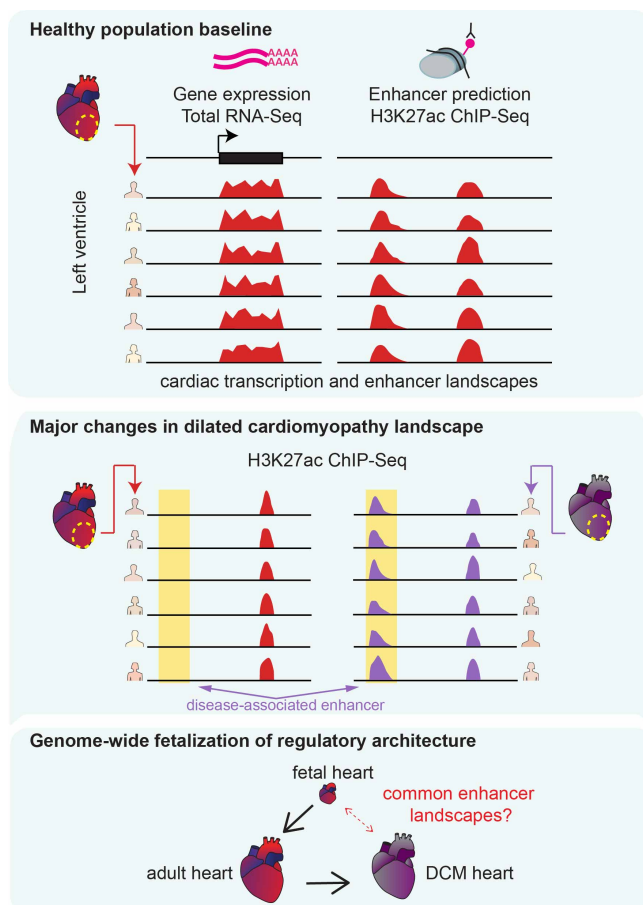 Healthy population baseline
AAAA
AAAA
Gene expression
Total RNA-Seq
Enhancer prediction
H3K27ac ChIP-Seq
Left ventricle
cardiac transcription and enhancer landscapes
Major changes in dilated cardiomyopathy landscape
H3K27ac ChIP-Seq
disease-associated enhancer
Genome-wide fetalization of regulatory architecture
fetal heart
common enhancer
landscapes?
adult heart
DCM heart